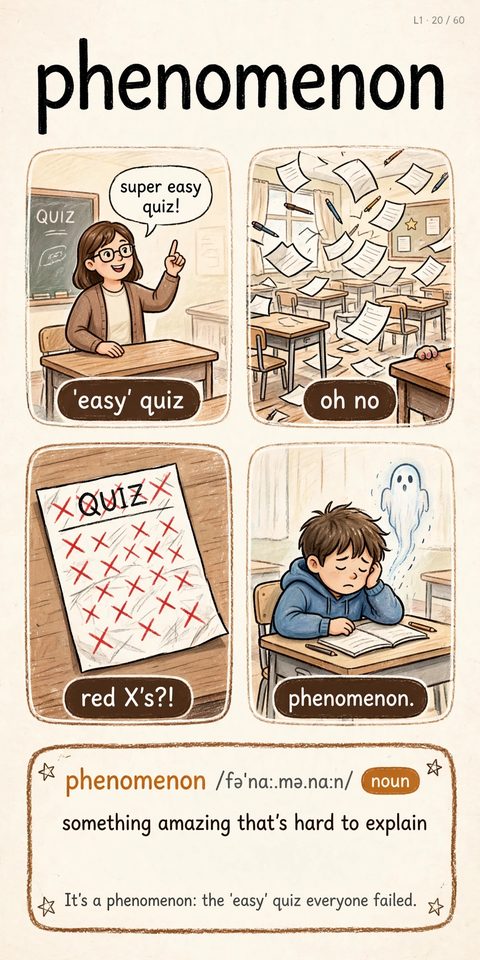 L1 · 20 / 60
phenomenon
super easy
quiz!
QUIZ
'easy' quiz
oh no
QUIZ
red X's?!
phenomenon.
phenomenon /fəˈnɑː.mə.nɑːn/ noun
something amazing that's hard to explain
It's a phenomenon: the 'easy' quiz everyone failed.